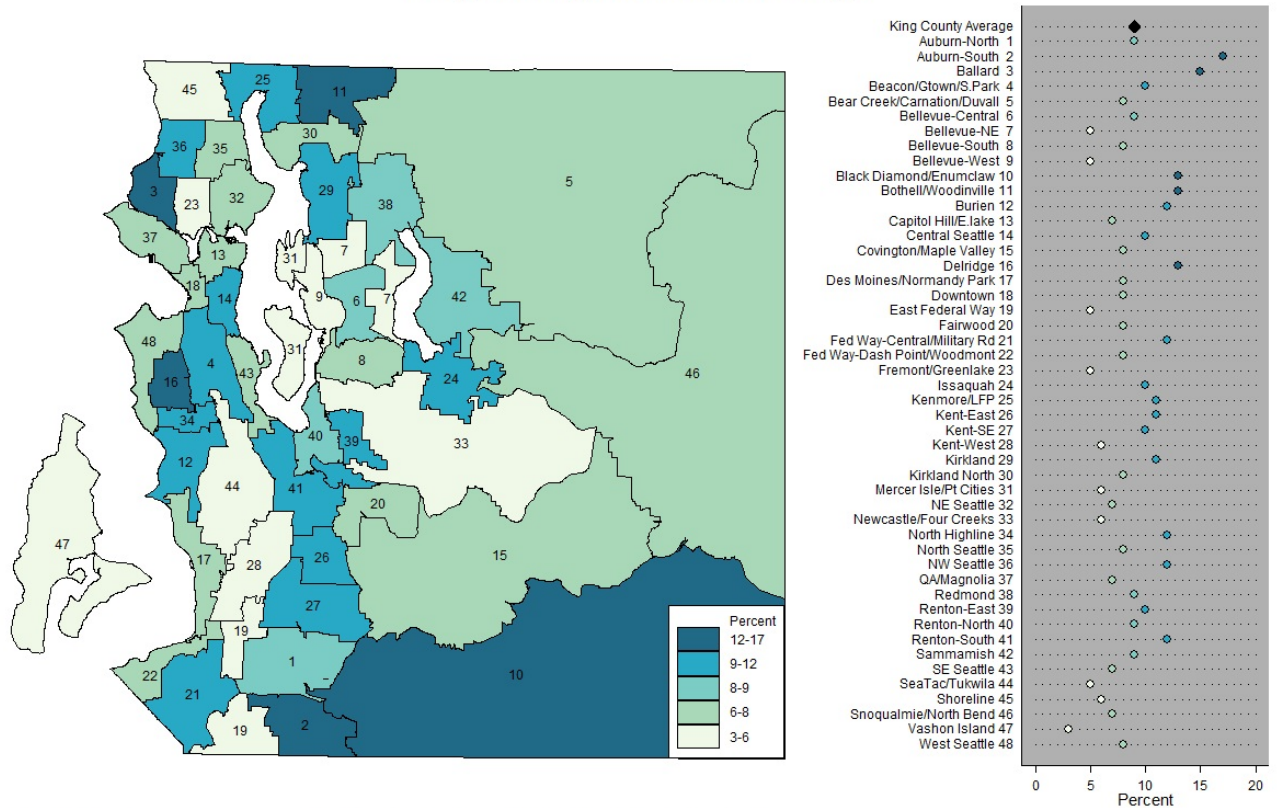 45
25
11
36
35
30
5
3
23
32
29
38
37
13
31
7
18
14
9
6
7
42
48
4
43
31
8
16
24
46
34
12
40
39
33
44
41
20
47
17
28
26
15
27
19
1
22
21
10
19
2
Percent
12-17
9-12
8-9
6-8
3-6
King County Average
Auburn-North 1
Auburn-South 2
Ballard 3
Beacon/Gtown/S.Park 4
Bear Creek/Carnation/Duvall 5
Bellevue-Central 6
Bellevue-NE 7
Bellevue-South 8
Bellevue-West 9
Black Diamond/Enumclaw 10
Bothell/Woodinville 11
Burien 12
Capitol Hill/E.lake 13
Central Seattle 14
Covington/Maple Valley 15
Delridge 16
Des Moines/Normandy Park 17
Downtown 18
East Federal Way 19
Fairwood 20
Fed Way-Central/Military Rd 21
Fed Way-Dash Point/Woodmont 22
Fremont/Greenlake 23
Issaquah 24
Kenmore/LFP 25
Kent-East 26
Kent-SE 27
Kent-West 28
Kirkland 29
Kirkland North 30
Mercer Isle/Pt Cities 31
NE Seattle 32
Newcastle/Four Creeks 33
North Highline 34
North Seattle 35
NW Seattle 36
QA/Magnolia 37
Redmond 38
Renton-East 39
Renton-North 40
Renton-South 41
Sammamish 42
SE Seattle 43
SeaTac/Tukwila 44
Shoreline 45
Snoqualmie/North Bend 46
Vashon Island 47
West Seattle 48
0 5 10 15 20
Percent